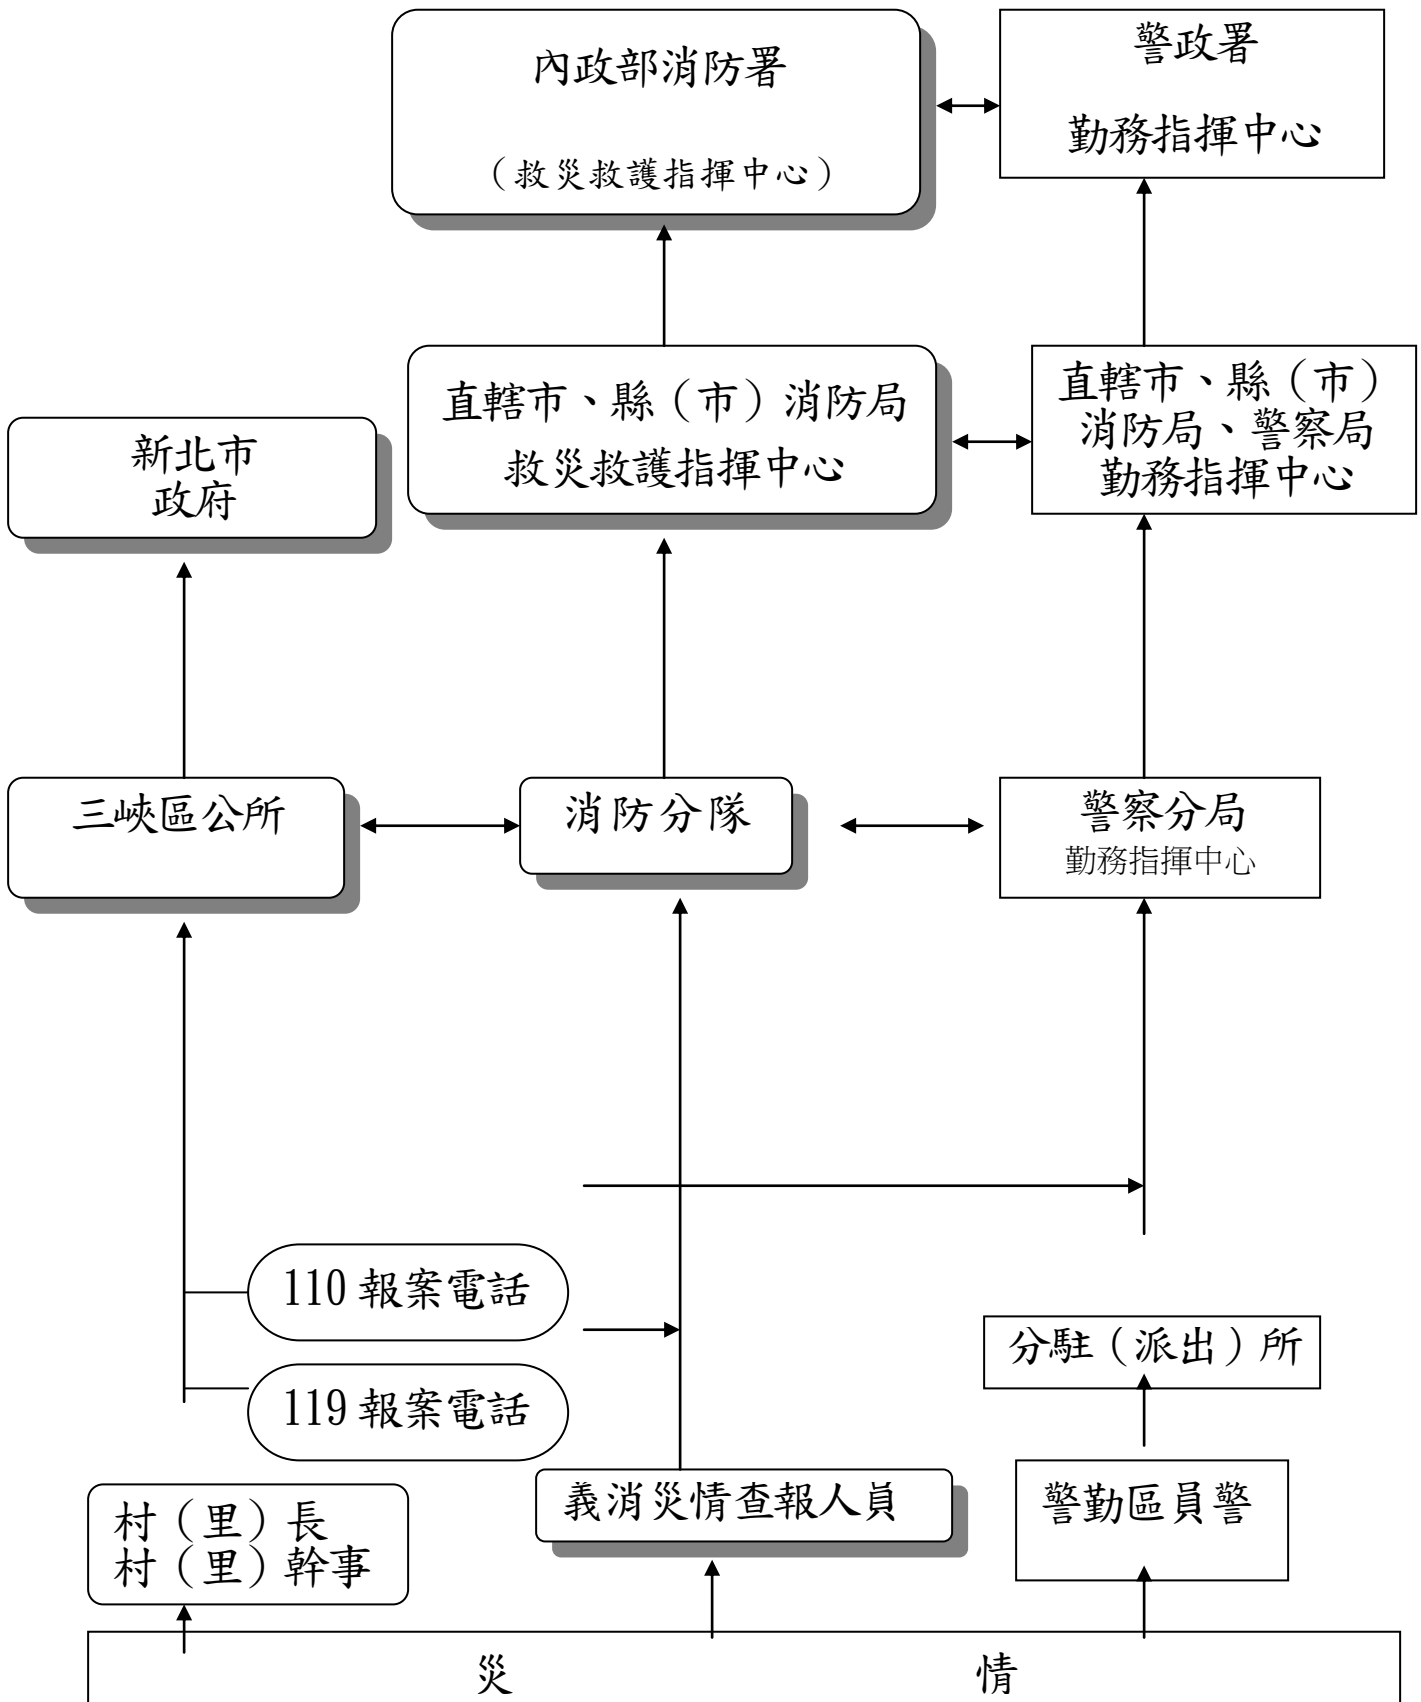 內政部消防署
（救災救護指揮中心）
警政署
勤務指揮中心
直轄市、縣（市）消防局
救災救護指揮中心
直轄市、縣（市）
消防局、警察局
勤務指揮中心
新北市
政府
三峽區公所
消防分隊
警察分局
勤務指揮中心
110報案電話
119報案電話
分駐（派出）所
村（里）長
村（里）幹事
義消災情查報人員
警勤區員警
災 情